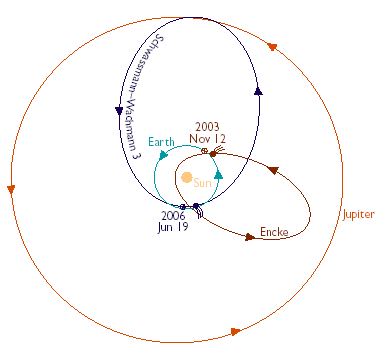 Schwassmann-Wachmann 3
2003
Nov 12
Earth
Sun
Jupiter
2006
Jun 19
Encke